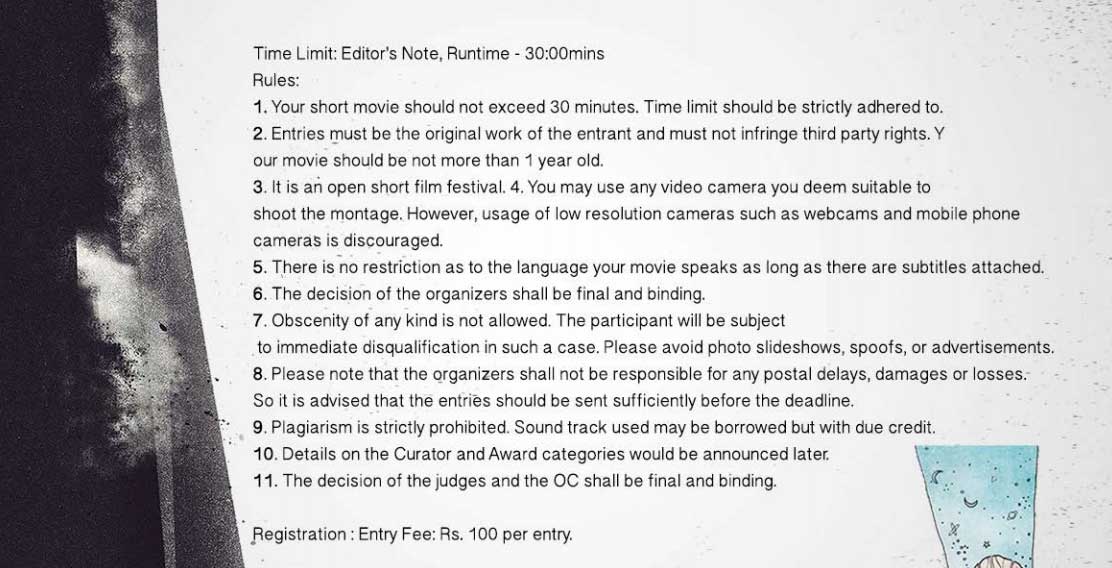 Time Limit: Editor's Note, Runtime - 30:00mins
Rules:
1. Your short movie should not exceed 30 minutes. Time limit should be strictly adhered to.
2. Entries must be the original work of the entrant and must not infringe third party rights. Y
our movie should be not more than 1 year old.
3. It is an open short film festival. 4. You may use any video camera you deem suitable to
shoot the montage. However, usage of low resolution cameras such as webcams and mobile phone
cameras is discouraged.
5. There is no restriction as to the language your movie speaks as long as there are subtitles attached.
6. The decision of the organizers shall be final and binding.
7. Obscenity of any kind is not allowed. The participant will be subject
to immediate disqualification in such a case. Please avoid photo slideshows, spoofs, or advertisements.
8. Please note that the organizers shall not be responsible for any postal delays, damages or losses.
So it is advised that the entries should be sent sufficiently before the deadline.
9. Plagiarism is strictly prohibited. Sound track used may be borrowed but with due credit.
10. Details on the Curator and Award categories would be announced later.
11. The decision of the judges and the OC shall be final and binding.
Registration : Entry Fee: Rs. 100 per entry.